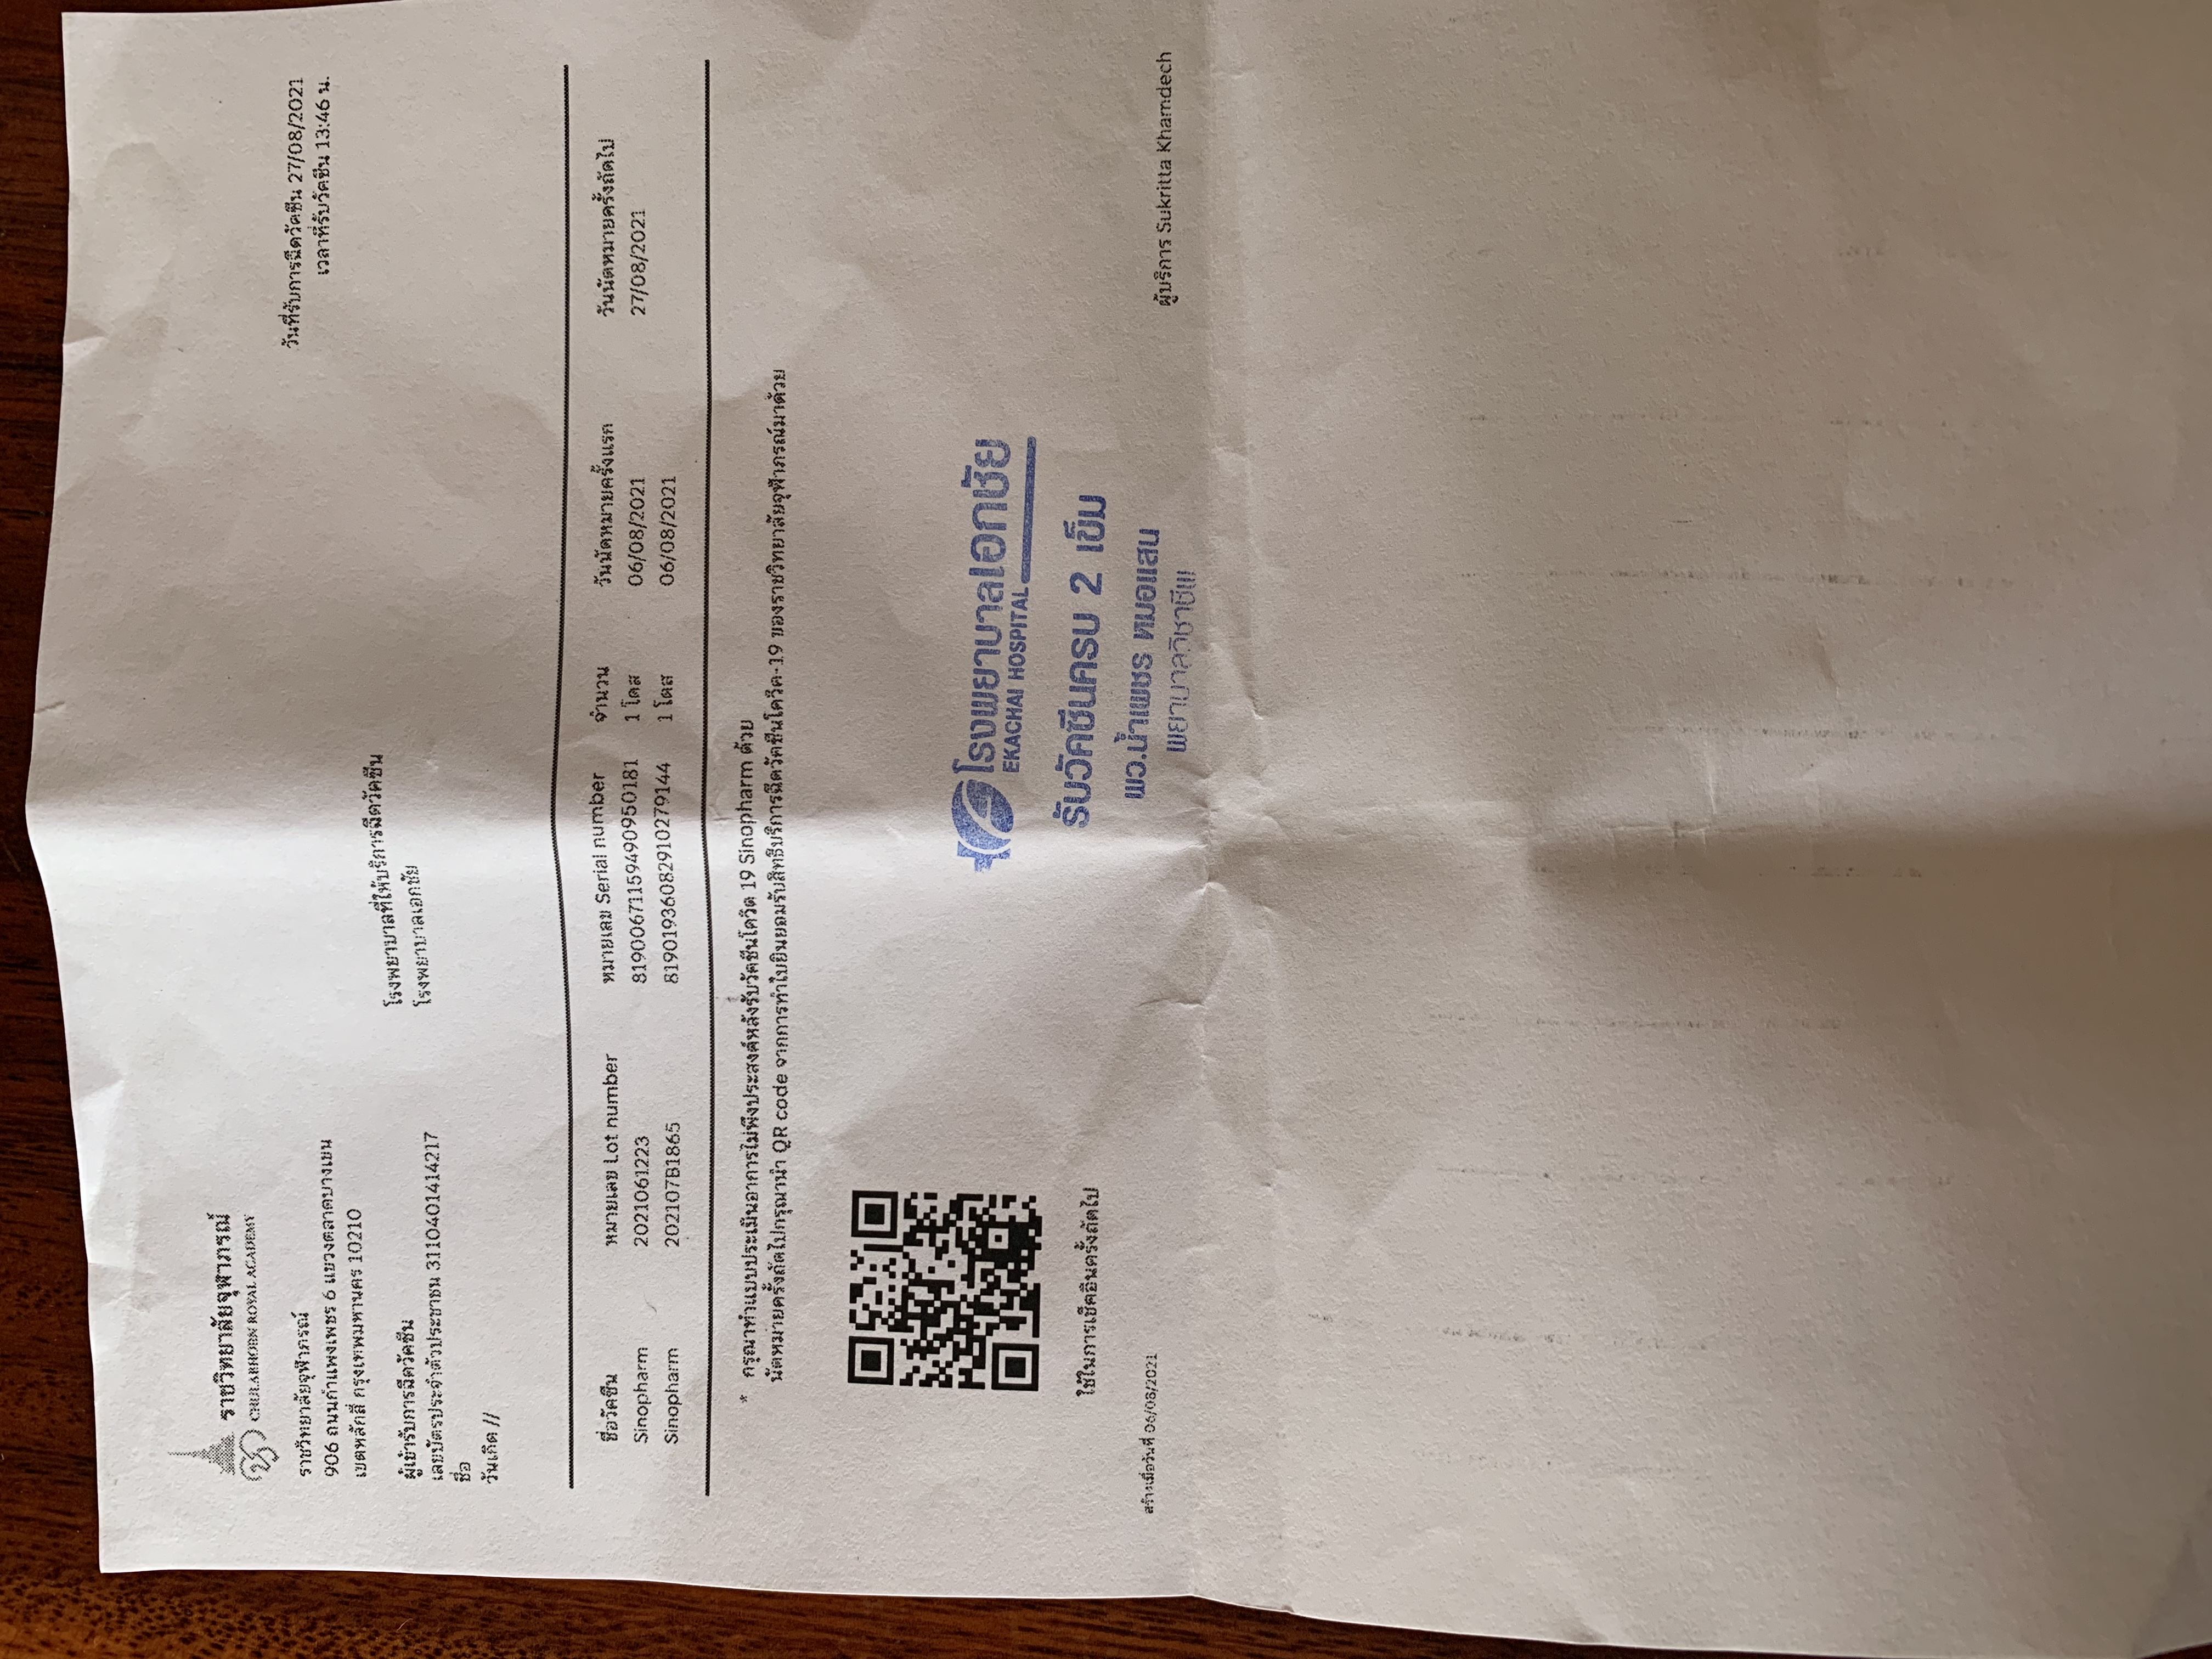 ราชวิทยาลัยจุฬาภรณ์
CHULABHORN ROYAL ACADEMY
ราชวิทยาลัยจุฬาภรณ์
906 ถนนกำแพงเพชร 6 แขวงตลาดบางเขน
เขตหลักสี่ กรุงเทพมหานคร 10210
วันที่รับการฉีดวัคซีน 27/08/2021
เวลาที่รับวัคซีน 13:46 น.
ผู้เข้ารับการฉีดวัคซีน
เลขบัตรประจำตัวประชาชน 3110401414217
ชื่อ
วันเกิด //
โรงพยาบาลที่ให้บริการฉีดวัคซีน
โรงพยาบาลเอกชัย
ชื่อวัคซีน หมายเลข Lot number หมายเลข Serial number จำนวน วันนัดหมายครั้งแรก วันนัดหมายครั้งถัดไป
Sinopharm 2021061223 81900671159490950181 1 โดส 06/08/2021 27/08/2021
Sinopharm 202107B1865 81901936082910279144 1 โดส 06/08/2021
* กรุณาทำแบบประเมินอาการไม่พึงประสงค์หลังรับวัคซีนโควิด 19 Sinopharm ด้วย
นัดหมายครั้งถัดไปกรุณานำ QR code จากการทำใบยินยอมรับสิทธิบริการฉีดวัคซีนโควิด-19 ของราชวิทยาลัยจุฬาภรณ์มาด้วย
ใช้ในการเช็คอินครั้งถัดไป
สร้างเมื่อวันที่ 06/08/2021
โรงพยาบาลเอกชัย
EKACHAI HOSPITAL
รับวัคซีนครบ 2 เข็ม
พว.น้ำเพชร หมอแสน
พยาบาลวิชาชีพ
ผู้บริการ Sukritta Khamdech